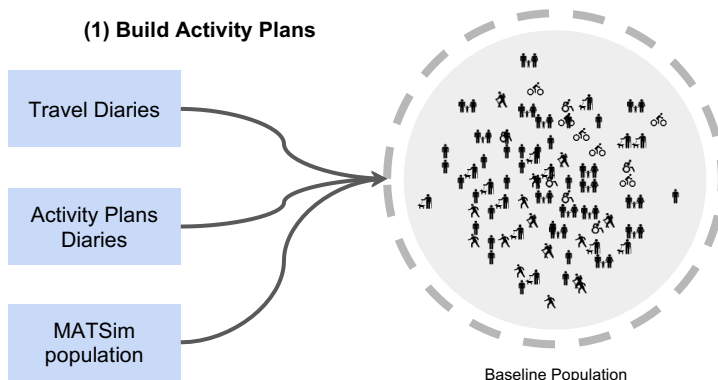 (1) Build Activity Plans
Travel Diaries
Activity Plans
Diaries
MATSim
population
Baseline Population